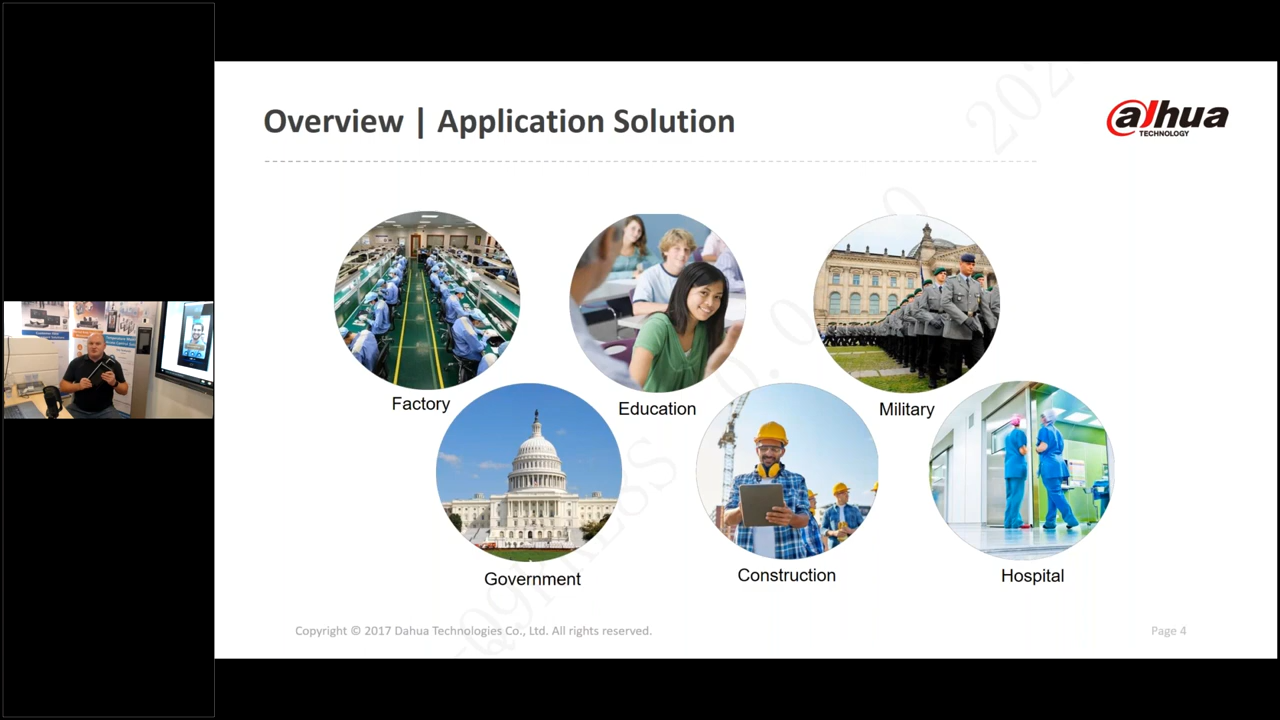 Overview | Application Solution
alhua
TECHNOLOGY
Factory
Education
Military
Government
Construction
Hospital
Copyright © 2017 Dahua Technologies Co., Ltd. All rights reserved.
Page 4